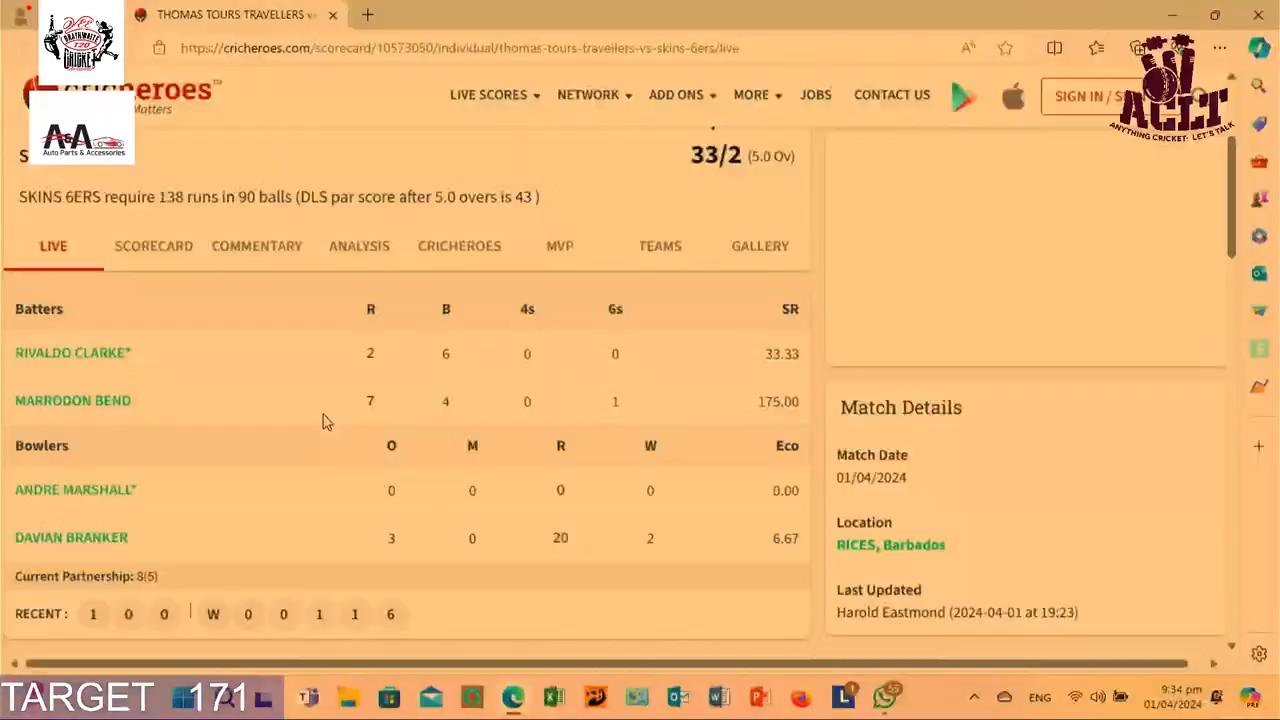 THOMAS TOURS TRAVELLERS v
https://cricheroes.com/scorecard/10573050/individual/thomas-tours-travellers-vs-skins-6ers/live
BRATHWAITE
T20
CRICKET
cricheroes™
Matters
LIVE SCORES NETWORK ADD ONS MORE JOBS CONTACT US
SIGN IN / S
A&A
Auto Parts & Accessories
ACLT
ANYTHING CRICKET- LET'S TALK
S
33/2 (5.0 Ov)
SKINS 6ERS require 138 runs in 90 balls (DLS par score after 5.0 overs is 43 )
LIVE SCORECARD COMMENTARY ANALYSIS CRICHEROES MVP TEAMS GALLERY
Batters R B 4s 6s SR
RIVALDO CLARKE* 2 6 0 0 33.33
MARRODON BEND 7 4 0 1 175.00
Bowlers O M R W Eco
ANDRE MARSHALL* 0 0 0 0 0.00
DAVIAN BRANKER 3 0 20 2 6.67
Current Partnership: 8(5)
RECENT : 1 0 0 | W 0 0 1 1 6
Match Details
Match Date
01/04/2024
Location
RICES, Barbados
Last Updated
Harold Eastmond (2024-04-01 at 19:23)
TARGET 171
ENG
9:34 pm
01/04/2024